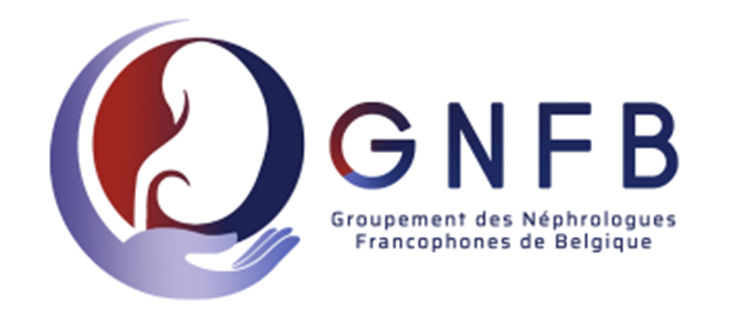 GNFB
Groupement des Néphrologues
Francophones de Belgique